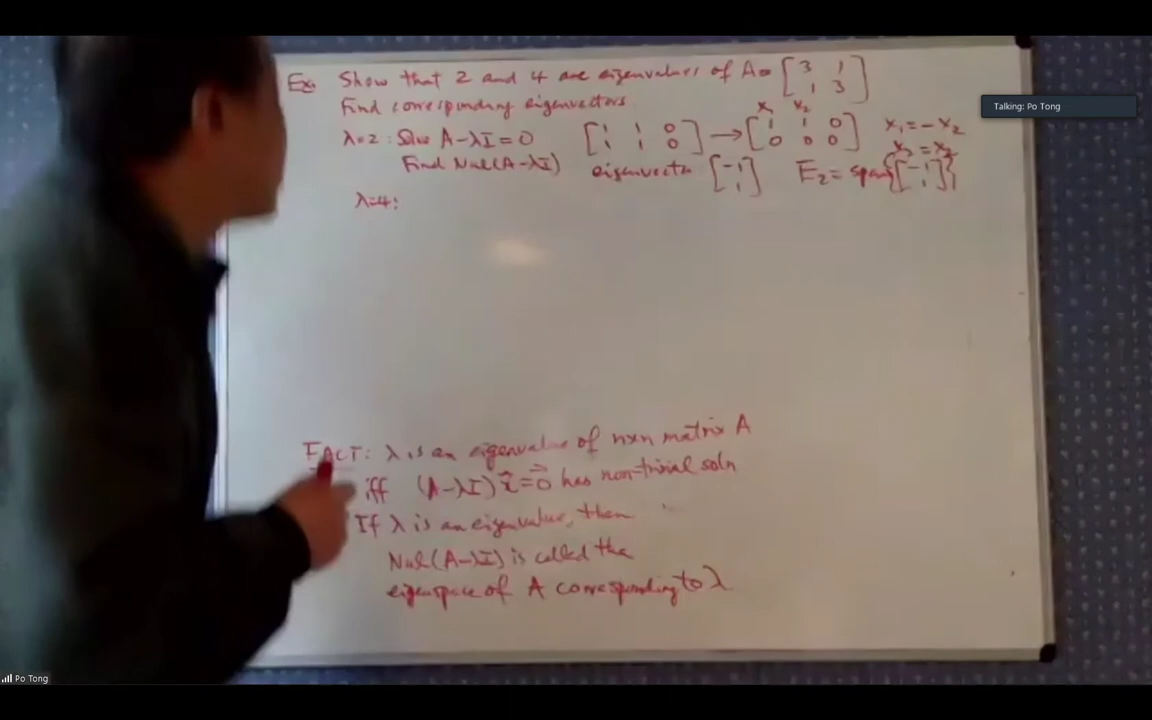 Ex: Show that 2 and 4 are eigenvalues of A= [3 1; 1 3]
Find corresponding eigenvectors
λ=2: Solve A-λI=0 [1 1 0; 1 1 0] → [1 1 0; 0 0 0] x₁ x₂ x₁=-x₂
x₂=x₂
Find Nul(A-λI) eigenvector [-1; 1] E₂= span{[-1; 1]}
λ=4:
FACT: λ is an eigenvalue of nxn matrix A
iff (A-λI)x⃗=0⃗ has non-trivial soln
If λ is an eigenvalue, then
Nul(A-λI) is called the
eigenspace of A corresponding to λ
Talking: Po Tong
Po Tong